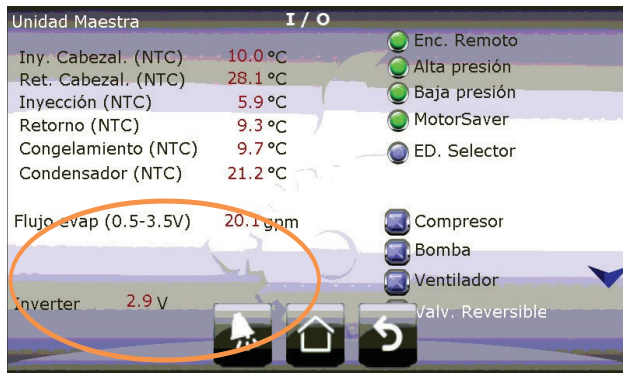 Unidad Maestra
I / O
Iny. Cabezal. (NTC) 10.0 °C
Ret. Cabezal. (NTC) 28.1 °C
Inyección (NTC) 5.9 °C
Retorno (NTC) 9.3 °C
Congelamiento (NTC) 9.7 °C
Condensador (NTC) 21.2 °C
Flujo evap (0.5-3.5V) 20.1 gpm
Inverter 2.9 V
Enc. Remoto
Alta presión
Baja presión
MotorSaver
ED. Selector
Compresor
Bomba
Ventilador
Valv. Reversible